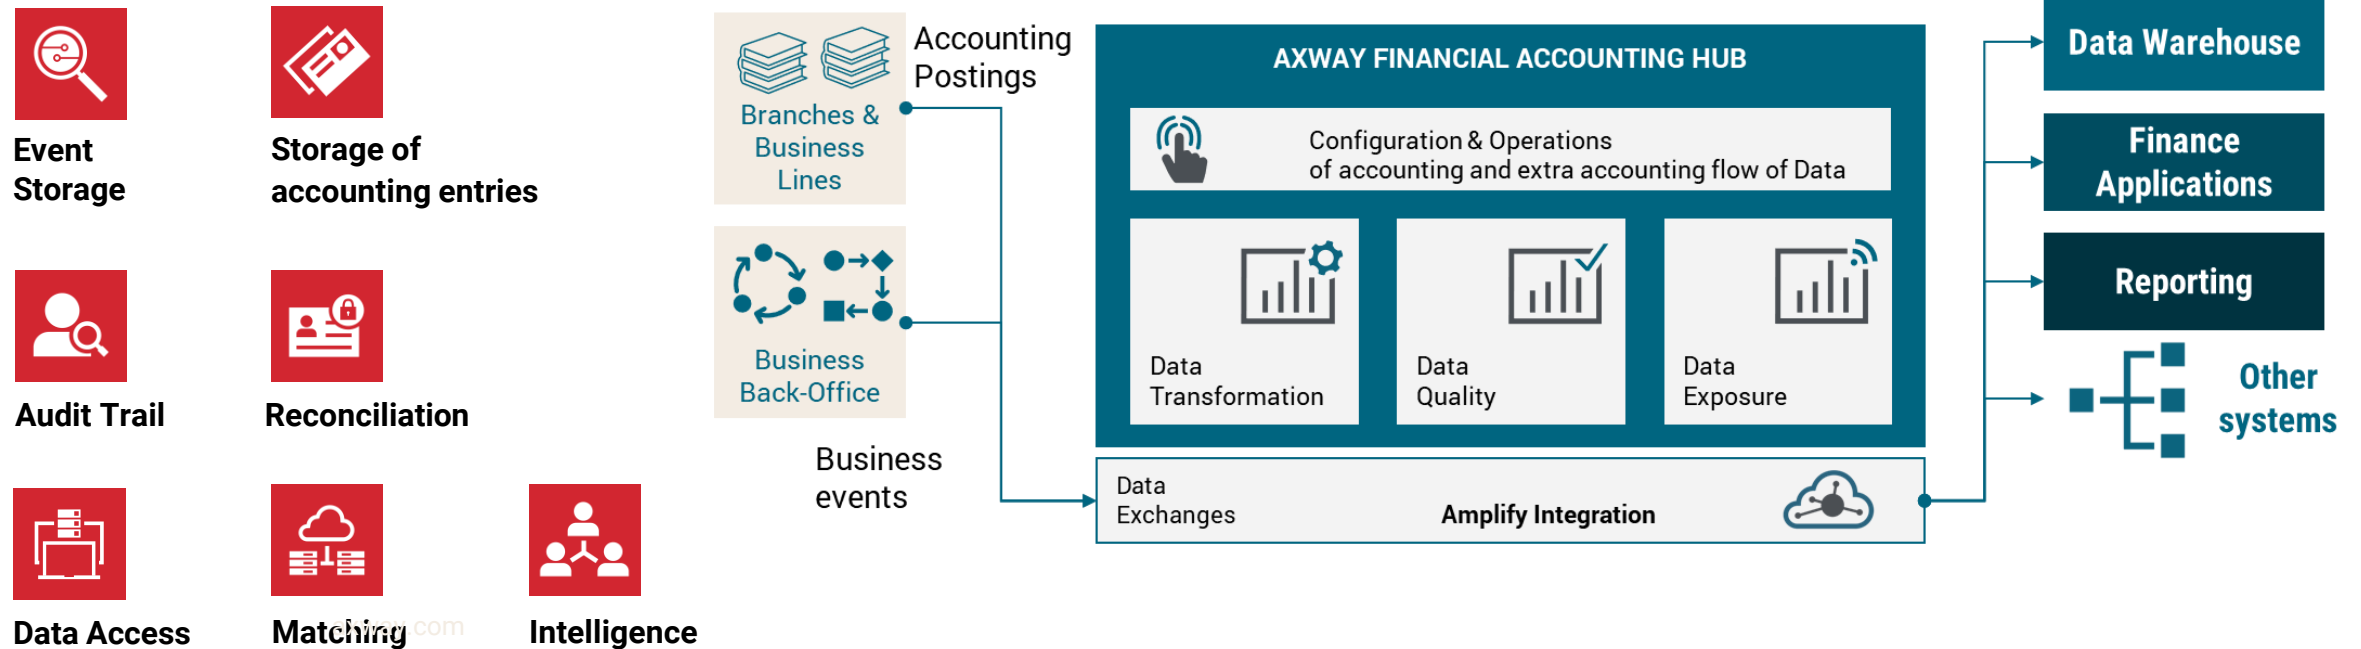 Event
Storage
Storage of
accounting entries
Audit Trail
Reconciliation
Data Access
Matching
axway.com
Intelligence
Accounting
Postings
Branches &
Business
Lines
Business
Back-Office
Business
events
AXWAY FINANCIAL ACCOUNTING HUB
Configuration & Operations
of accounting and extra accounting flow of Data
Data
Transformation
Data
Quality
Data
Exposure
Data
Exchanges
Amplify Integration
Data Warehouse
Finance
Applications
Reporting
Other
systems